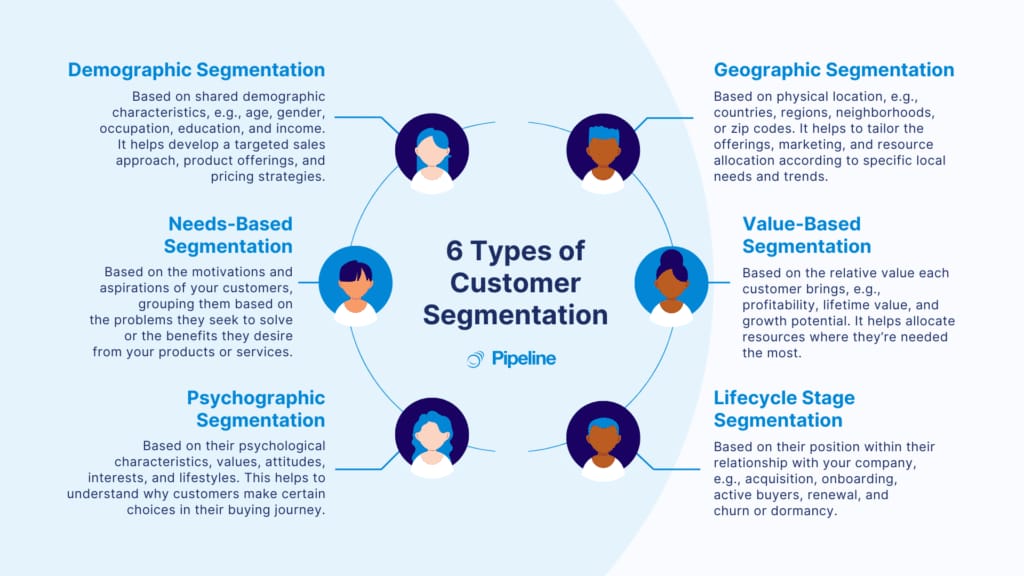 Demographic Segmentation
Based on shared demographic
characteristics, e.g., age, gender,
occupation, education, and income.
It helps develop a targeted sales
approach, product offerings, and
pricing strategies.
Needs-Based
Segmentation
Based on the motivations and
aspirations of your customers,
grouping them based on
the problems they seek to solve
or the benefits they desire
from your products or services.
Psychographic
Segmentation
Based on their psychological
characteristics, values, attitudes,
interests, and lifestyles. This helps to
understand why customers make certain
choices in their buying journey.
6 Types of
Customer
Segmentation
Pipeline
Geographic Segmentation
Based on physical location, e.g.,
countries, regions, neighborhoods,
or zip codes. It helps to tailor the
offerings, marketing, and resource
allocation according to specific local
needs and trends.
Value-Based
Segmentation
Based on the relative value each
customer brings, e.g.,
profitability, lifetime value, and
growth potential. It helps allocate
resources where they're needed
the most.
Lifecycle Stage
Segmentation
Based on their position within their
relationship with your company,
e.g., acquisition, onboarding,
active buyers, renewal, and
churn or dormancy.